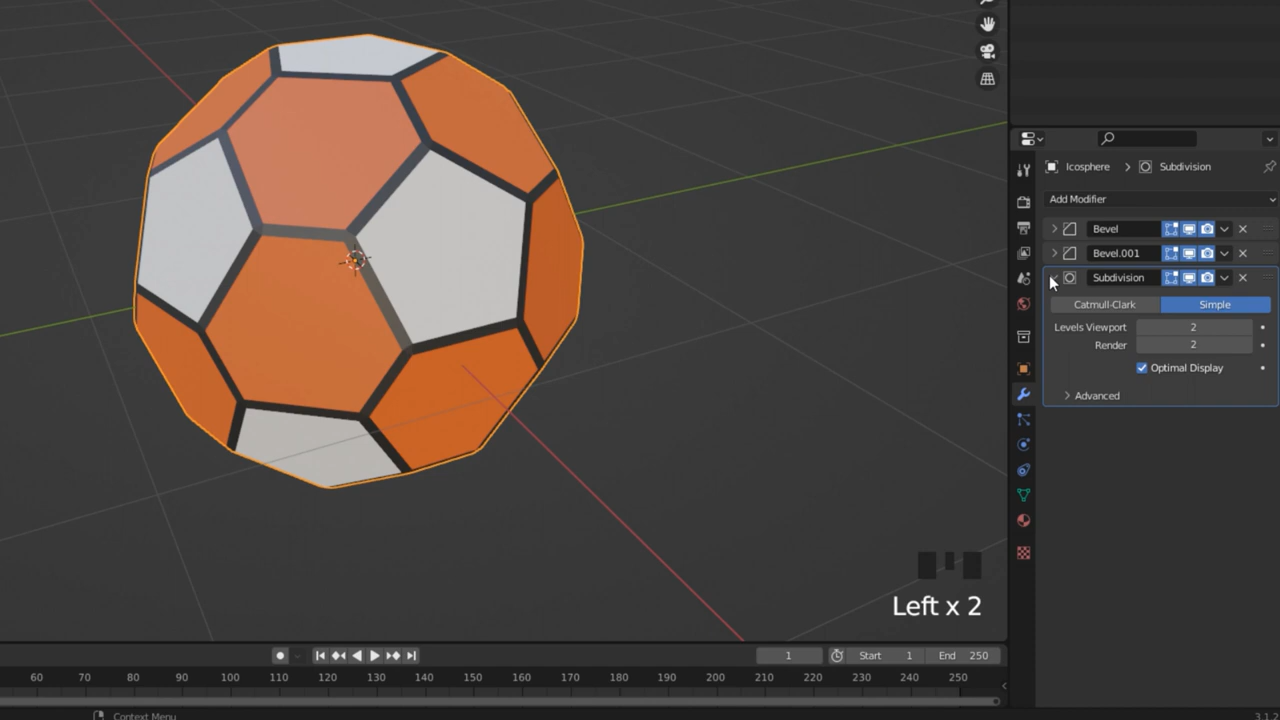 Icosphere > Subdivision
Add Modifier
Bevel
Bevel.001
Subdivision
Catmull-Clark Simple
Levels Viewport 2
Render 2
Optimal Display
Advanced
Left x 2
1 Start 1 End 250
60 70 80 90 100 110 120 130 140 150 160 170 180 190 200 210 220 230 240 250
Context Menu